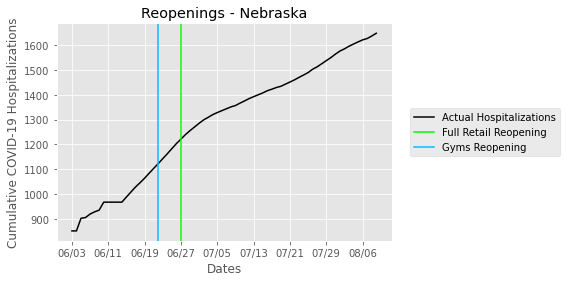 Reopenings - Nebraska
Cumulative COVID-19 Hospitalizations
1600
1500
1400
1300
1200
1100
1000
900
06/03 06/11 06/19 06/27 07/05 07/13 07/21 07/29 08/06
Dates
Actual Hospitalizations
Full Retail Reopening
Gyms Reopening